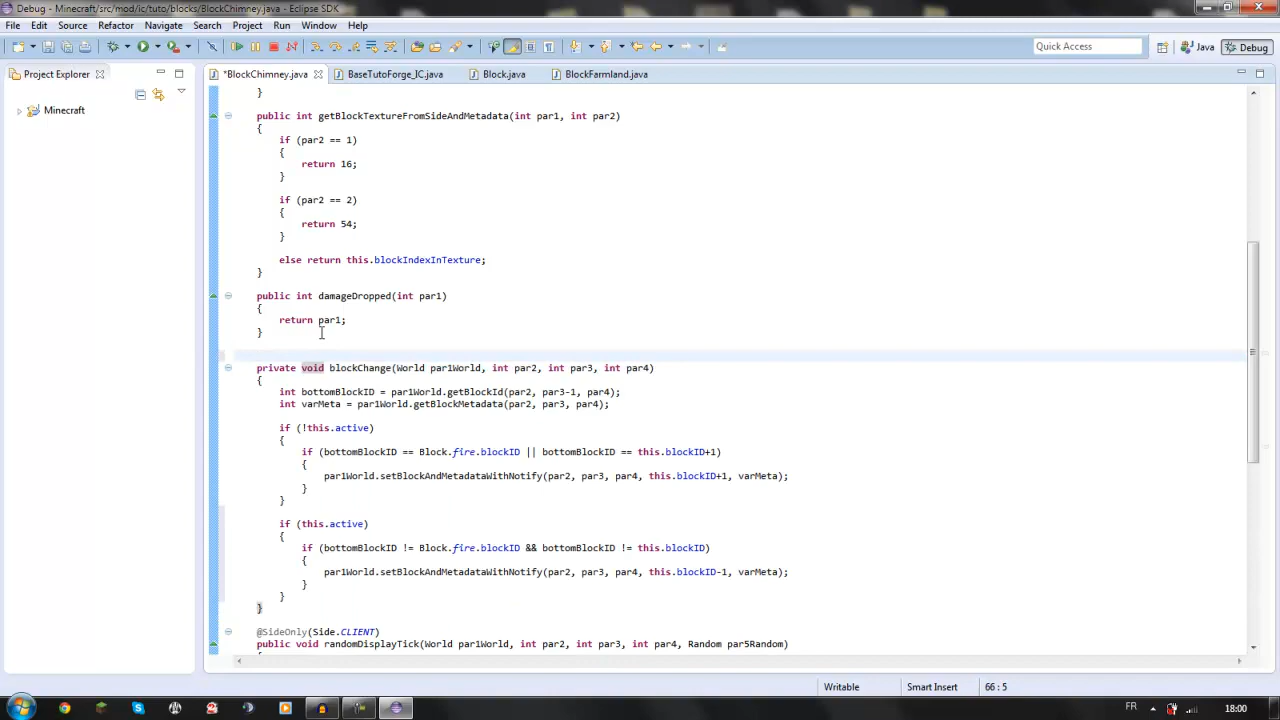 Debug - Minecraft/src/mod/ic/tuto/blocks/BlockChimney.java - Eclipse SDK
File Edit Source Refactor Navigate Search Project Run Window Help
Quick Access Java Debug
Project Explorer
*BlockChimney.java BaseTutoForge_IC.java Block.java BlockFarmland.java
Minecraft
}
public int getBlockTextureFromSideAndMetadata(int par1, int par2)
{
if (par2 == 1)
{
return 16;
}
if (par2 == 2)
{
return 54;
}
else return this.blockIndexInTexture;
}
public int damageDropped(int par1)
{
return par1;
}
private void blockChange(World par1World, int par2, int par3, int par4)
{
int bottomBlockID = par1World.getBlockId(par2, par3-1, par4);
int varMeta = par1World.getBlockMetadata(par2, par3, par4);
if (!this.active)
{
if (bottomBlockID == Block.fire.blockID || bottomBlockID == this.blockID+1)
{
par1World.setBlockAndMetadataWithNotify(par2, par3, par4, this.blockID+1, varMeta);
}
}
if (this.active)
{
if (bottomBlockID != Block.fire.blockID && bottomBlockID != this.blockID)
{
par1World.setBlockAndMetadataWithNotify(par2, par3, par4, this.blockID-1, varMeta);
}
}
}
@SideOnly(Side.CLIENT)
public void randomDisplayTick(World par1World, int par2, int par3, int par4, Random par5Random)
Writable Smart Insert 66 : 5
FR 18:00